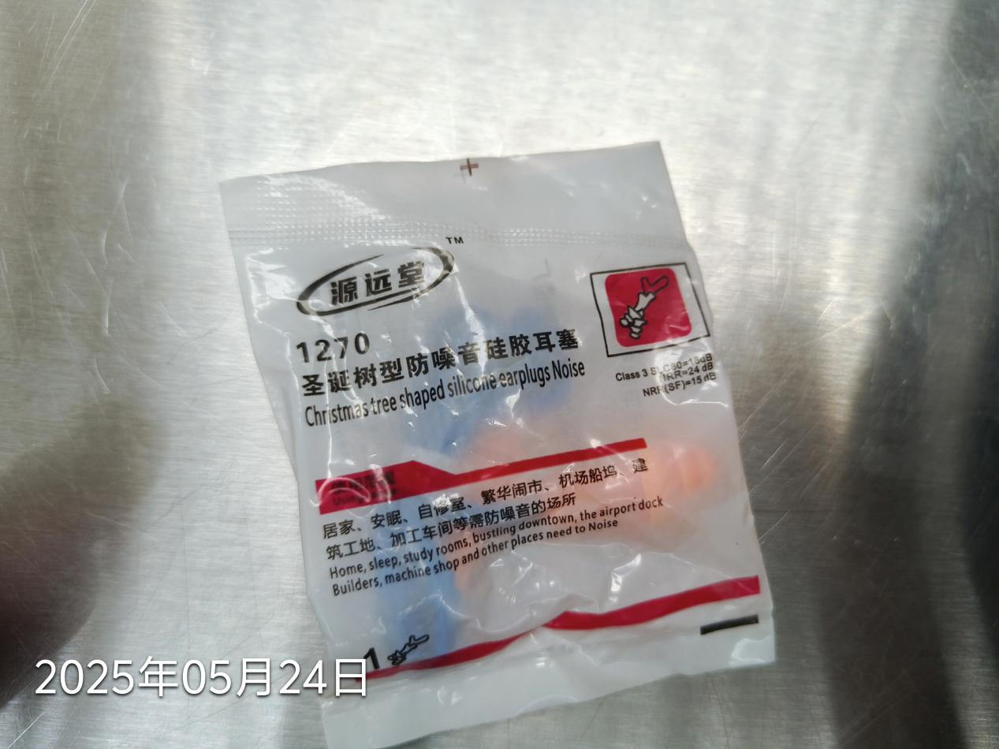 TM
源远堂
1270
圣诞树型防噪音硅胶耳塞
Christmas tree shaped silicone earplugs Noise
Class 3 SLC80=18dB
NRR=24 dB
NRR(SF)=15 dB
居家、安眠、自修室、繁华闹市、机场船坞、建
筑工地、加工车间等需防噪音的场所
Home, sleep, study rooms, bustling downtown, the airport dock
Builders, machine shop and other places need to Noise
1
2025年05月24日